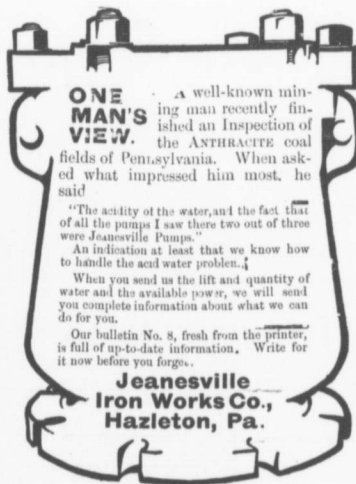 ONE MAN'S VIEW.
A well-known min-
ing man recently fin-
ished an Inspection of
the ANTHRACITE coal
fields of Pennsylvania. When ask-
ed what impressed him most, he
said
"The acidity of the water, and the fact that
of all the pumps I saw there two out of three
were Jeanesville Pumps."
An indication at least that we know how
to handle the acid water problem.
When you send us the lift and quantity of
water and the available power, we will send
you complete information about what we can
do for you.
Our bulletin No. 8, fresh from the printer,
is full of up-to-date information. Write for
it now before you forget.
Jeanesville
Iron Works Co.,
Hazleton, Pa.